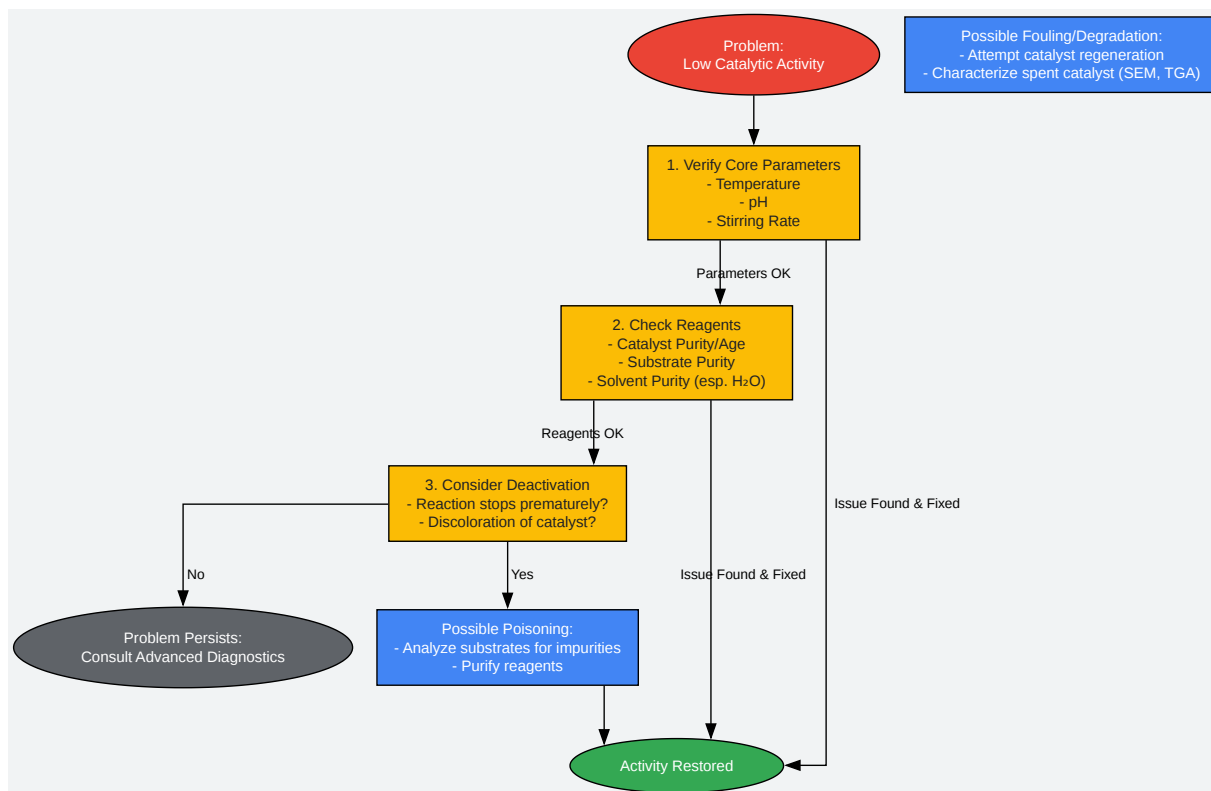 Problem:
Low Catalytic Activity
Possible Fouling/Degradation:
- Attempt catalyst regeneration
- Characterize spent catalyst (SEM, TGA)
1. Verify Core Parameters
- Temperature
- pH
- Stirring Rate
Parameters OK
2. Check Reagents
- Catalyst Purity/Age
- Substrate Purity
- Solvent Purity (esp. H₂O)
Reagents OK
3. Consider Deactivation
- Reaction stops prematurely?
- Discoloration of catalyst?
Issue Found & Fixed
No
Yes
Issue Found & Fixed
Problem Persists:
Consult Advanced Diagnostics
Possible Poisoning:
- Analyze substrates for impurities
- Purify reagents
Activity Restored